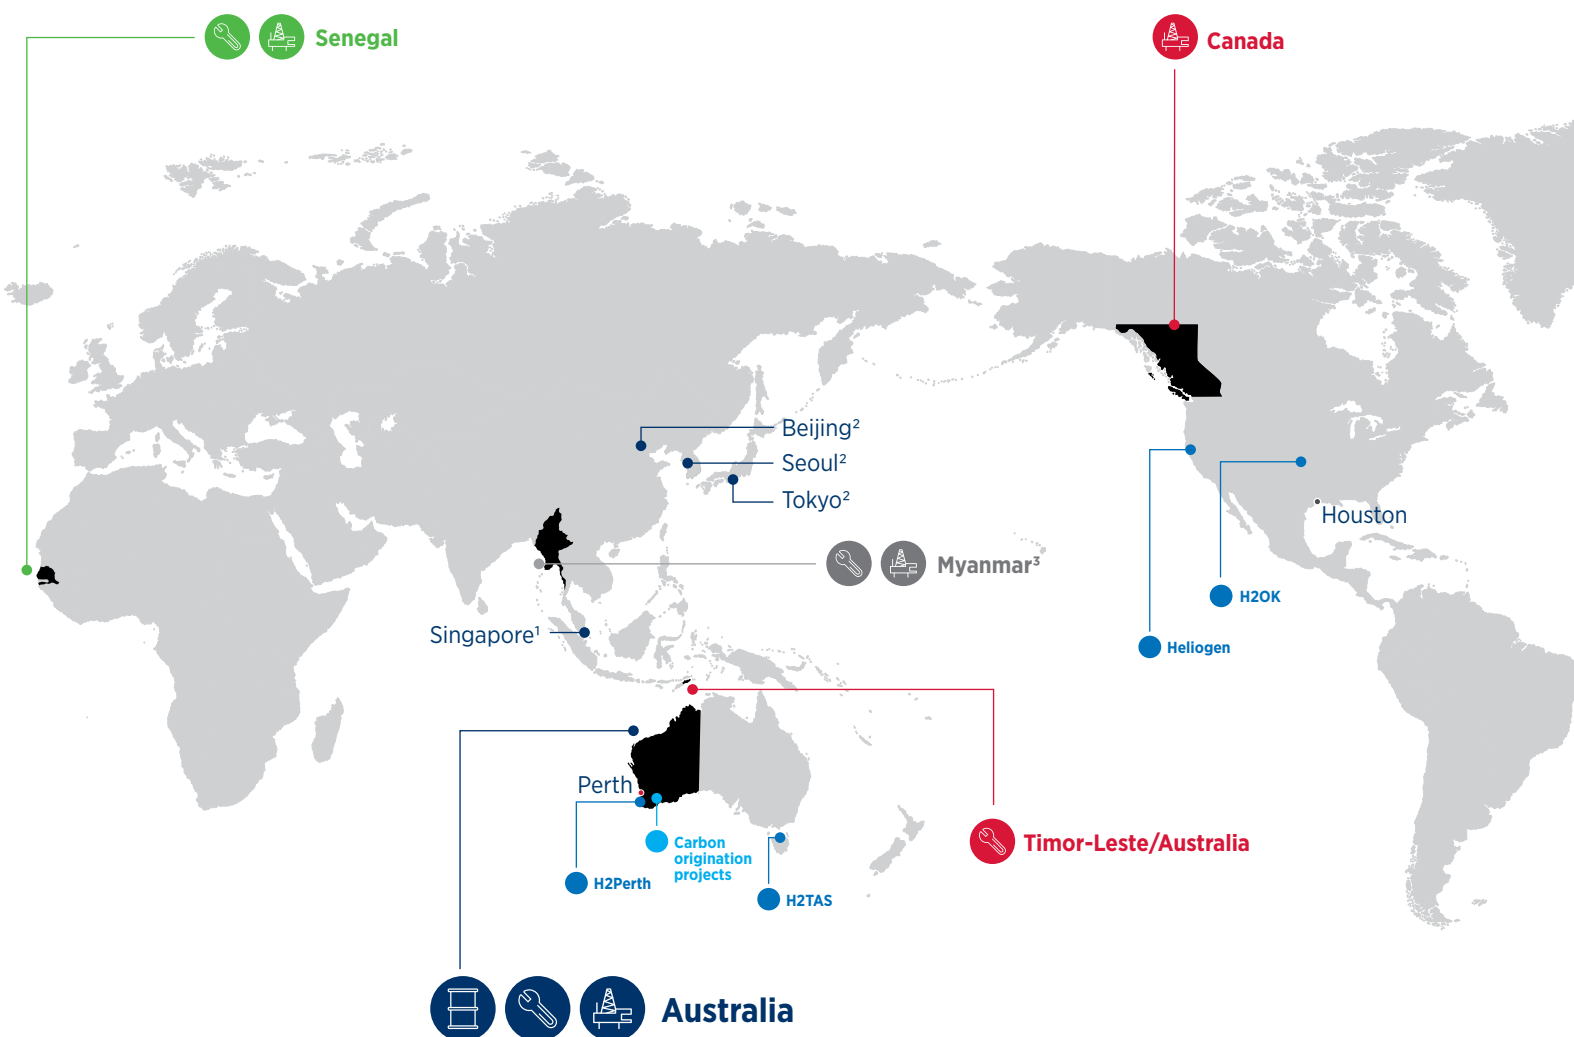 Senegal
Canada
Beijing²
Seoul²
Tokyo²
Houston
Myanmar³
H2OK
Singapore¹
Heliogen
Perth
Carbon
origination
projects
Timor-Leste/Australia
H2Perth
H2TAS
Australia